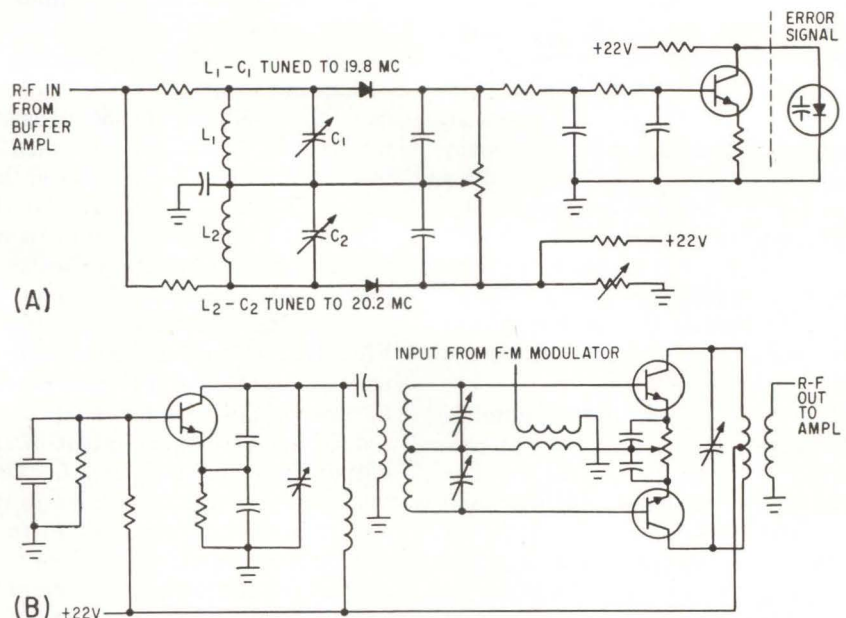 ERROR
SIGNAL
+22V
L₁-C₁ TUNED TO 19.8 MC
R-F IN
FROM
BUFFER
AMPL
L₁
C₁
L₂
C₂
+22V
(A)
L₂-C₂ TUNED TO 20.2 MC
INPUT FROM F-M MODULATOR
R-F
OUT TO
AMPL
(B)
+22V